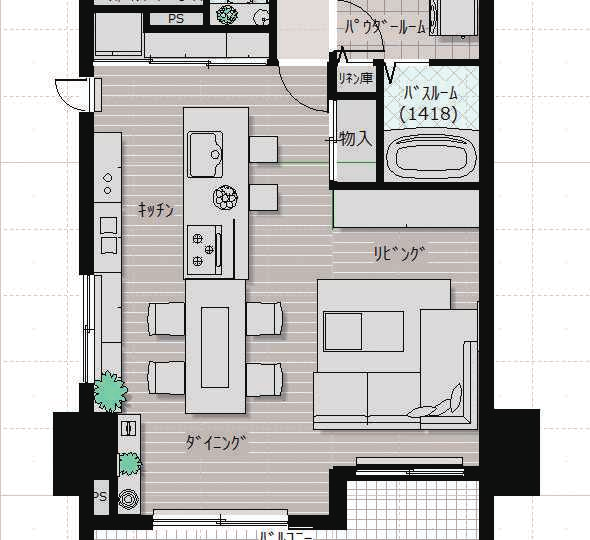 PS
ﾊﾟｳﾀﾞｰﾙｰﾑ
ﾘﾈﾝ庫
ﾊﾞｽﾙｰﾑ
(1418)
物入
ｷｯﾁﾝ
ﾘﾋﾞﾝｸﾞ
ﾀﾞｲﾆﾝｸﾞ
PS
ﾊﾞﾙｺﾆｰ